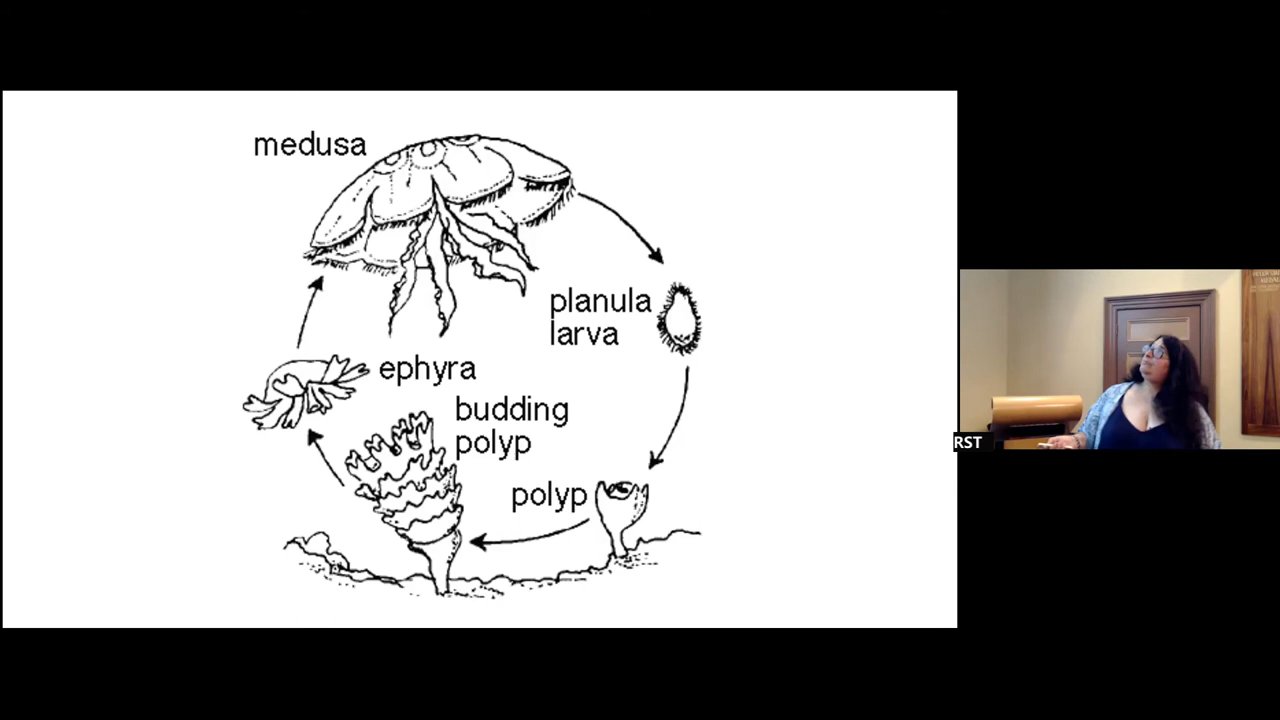 medusa
planula
larva
ephyra
budding
polyp
polyp
RST